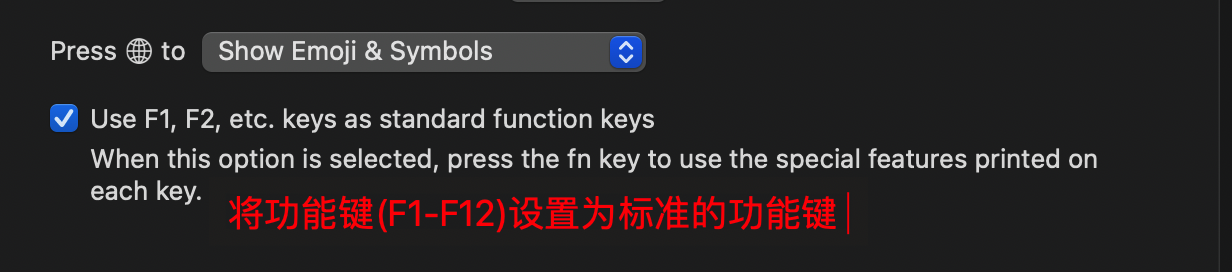 Press 🌐 to Show Emoji & Symbols
Use F1, F2, etc. keys as standard function keys
When this option is selected, press the fn key to use the special features printed on
each key.
将功能键(F1-F12)设置为标准的功能键